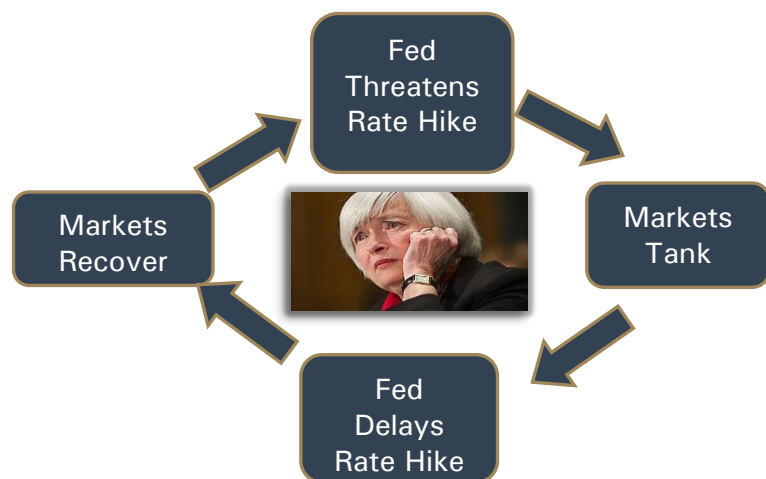 Fed
Threatens
Rate Hike
Markets
Tank
Fed
Delays
Rate Hike
Markets
Recover